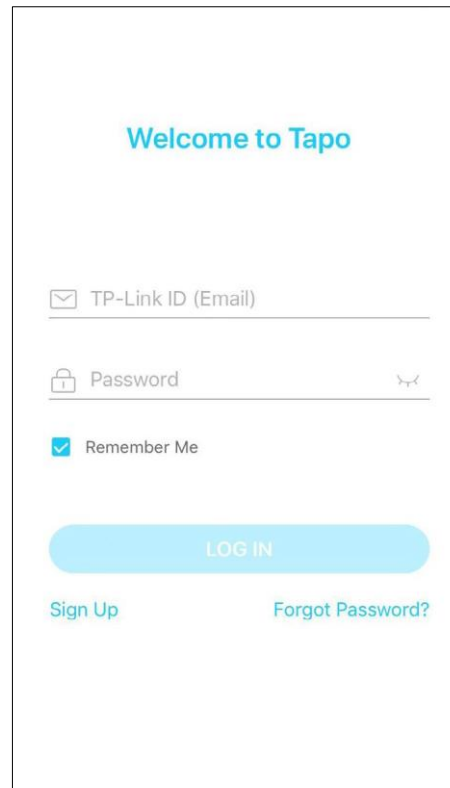 Welcome to Tapo
TP-Link ID (Email)
Password
Remember Me
LOG IN
Sign Up
Forgot Password?